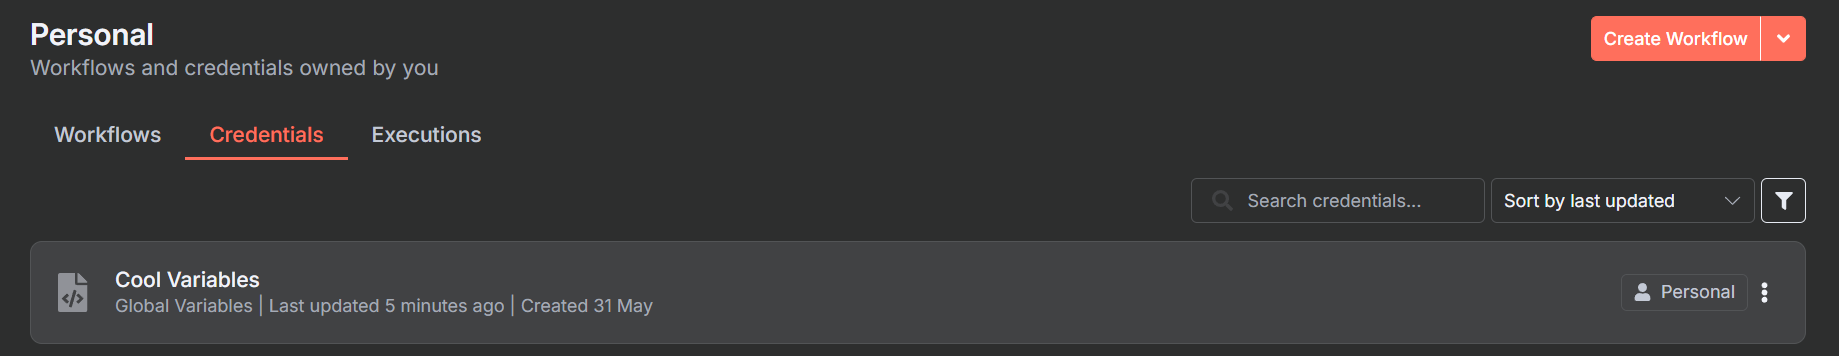 Personal
Create Workflow
Workflows and credentials owned by you
Workflows
Credentials
Executions
Search credentials...
Sort by last updated
Cool Variables
Global Variables | Last updated 5 minutes ago | Created 31 May
Personal